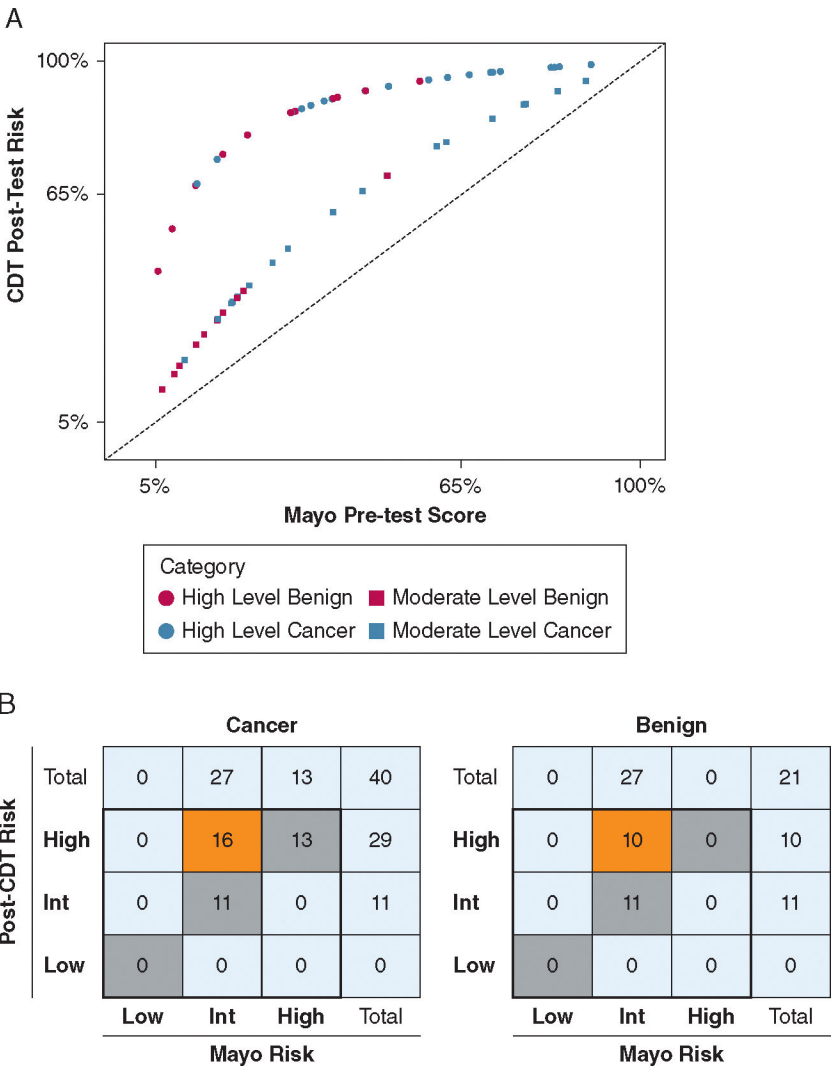 A
CDT Post-Test Risk
100%
65%
5%
5% 65% 100%
Mayo Pre-test Score
Category
High Level Benign Moderate Level Benign
High Level Cancer Moderate Level Cancer
B
Cancer
Post-CDT Risk
Total 0 27 13 40
High 0 16 13 29
Int 0 11 0 11
Low 0 0 0 0
Low Int High Total
Mayo Risk
Benign
Post-CDT Risk
Total 0 27 0 21
High 0 10 0 10
Int 0 11 0 11
Low 0 0 0 0
Low Int High Total
Mayo Risk